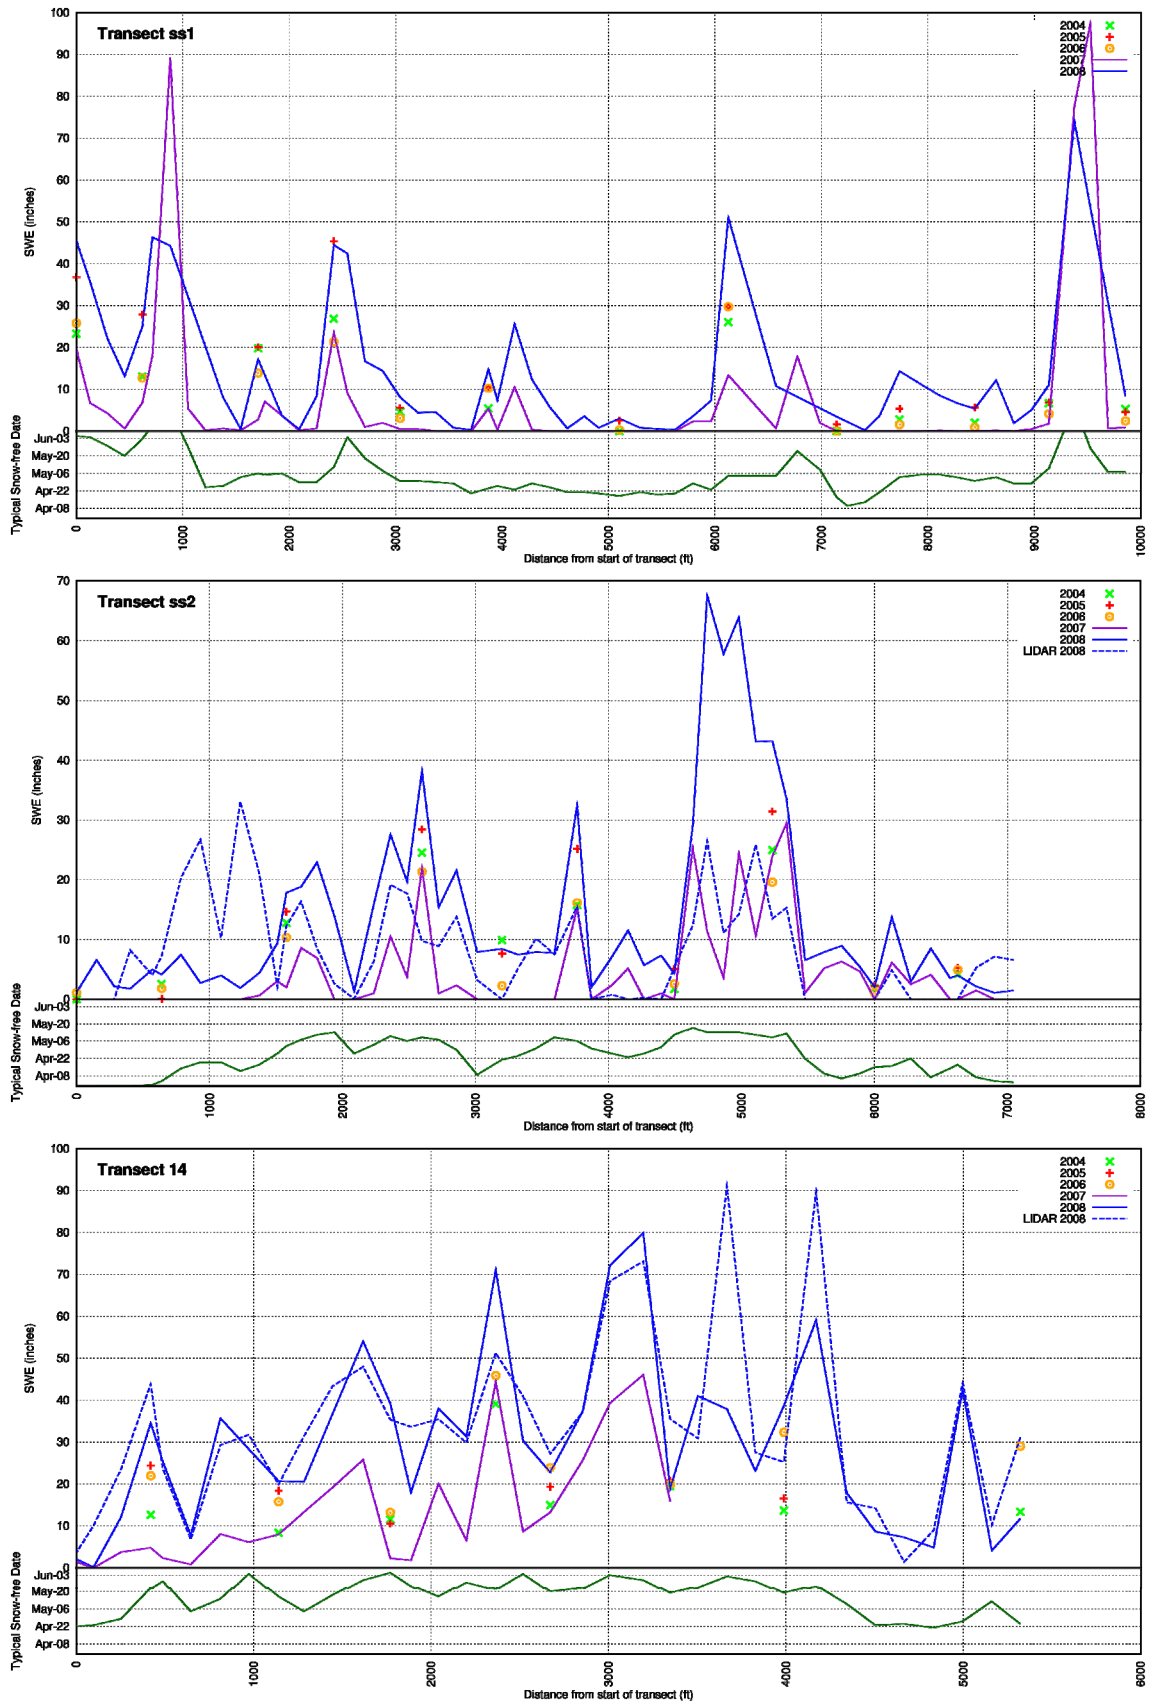 Transect ss1
2004
2005
2006
2007
2008
100
90
80
70
60
50
40
30
20
10
0
SWE (inches)
Jun-03
May-20
May-06
Apr-22
Apr-08
Typical Snow-free Date
0 1000 2000 3000 4000 5000 6000 7000 8000 9000 10000
Distance from start of transect (ft)
Transect ss2
2004
2005
2006
2007
2008
LIDAR 2008
70
60
50
40
30
20
10
0
SWE (inches)
Jun-03
May-20
May-06
Apr-22
Apr-08
Typical Snow-free Date
0 1000 2000 3000 4000 5000 6000 7000 8000
Distance from start of transect (ft)
Transect 14
2004
2005
2006
2007
2008
LIDAR 2008
100
90
80
70
60
50
40
30
20
10
0
SWE (inches)
Jun-03
May-20
May-06
Apr-22
Apr-08
Typical Snow-free Date
0 1000 2000 3000 4000 5000 6000
Distance from start of transect (ft)